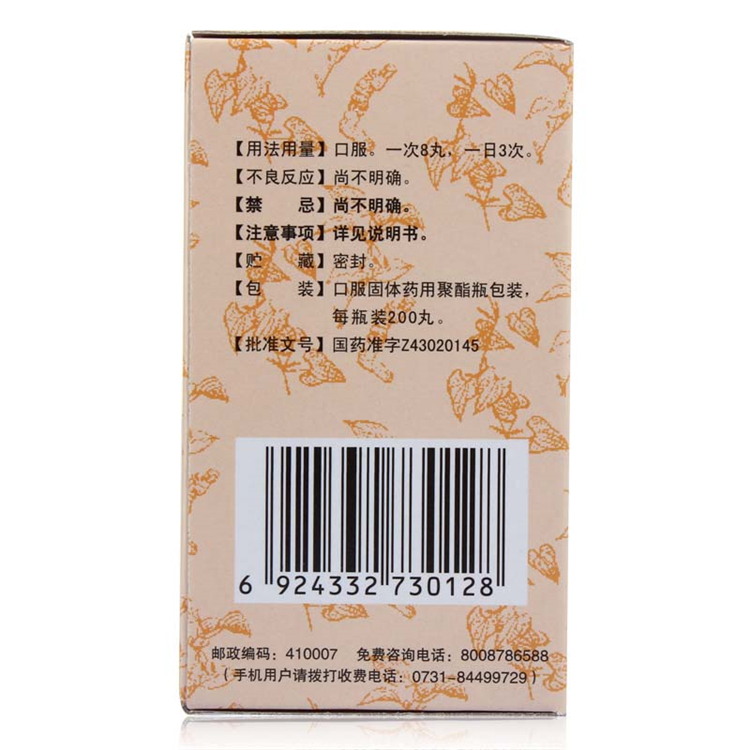 【用法用量】口服。一次8丸，一日3次。
【不良反应】尚不明确。
【禁　　忌】尚不明确。
【注意事项】详见说明书。
【贮　　藏】密封。
【包　　装】口服固体药用聚酯瓶包装，
每瓶装200丸。
【批准文号】国药准字Z43020145
6 924332 730128
邮政编码：410007　免费咨询电话：8008786588
（手机用户请拨打收费电话：0731-84499729）